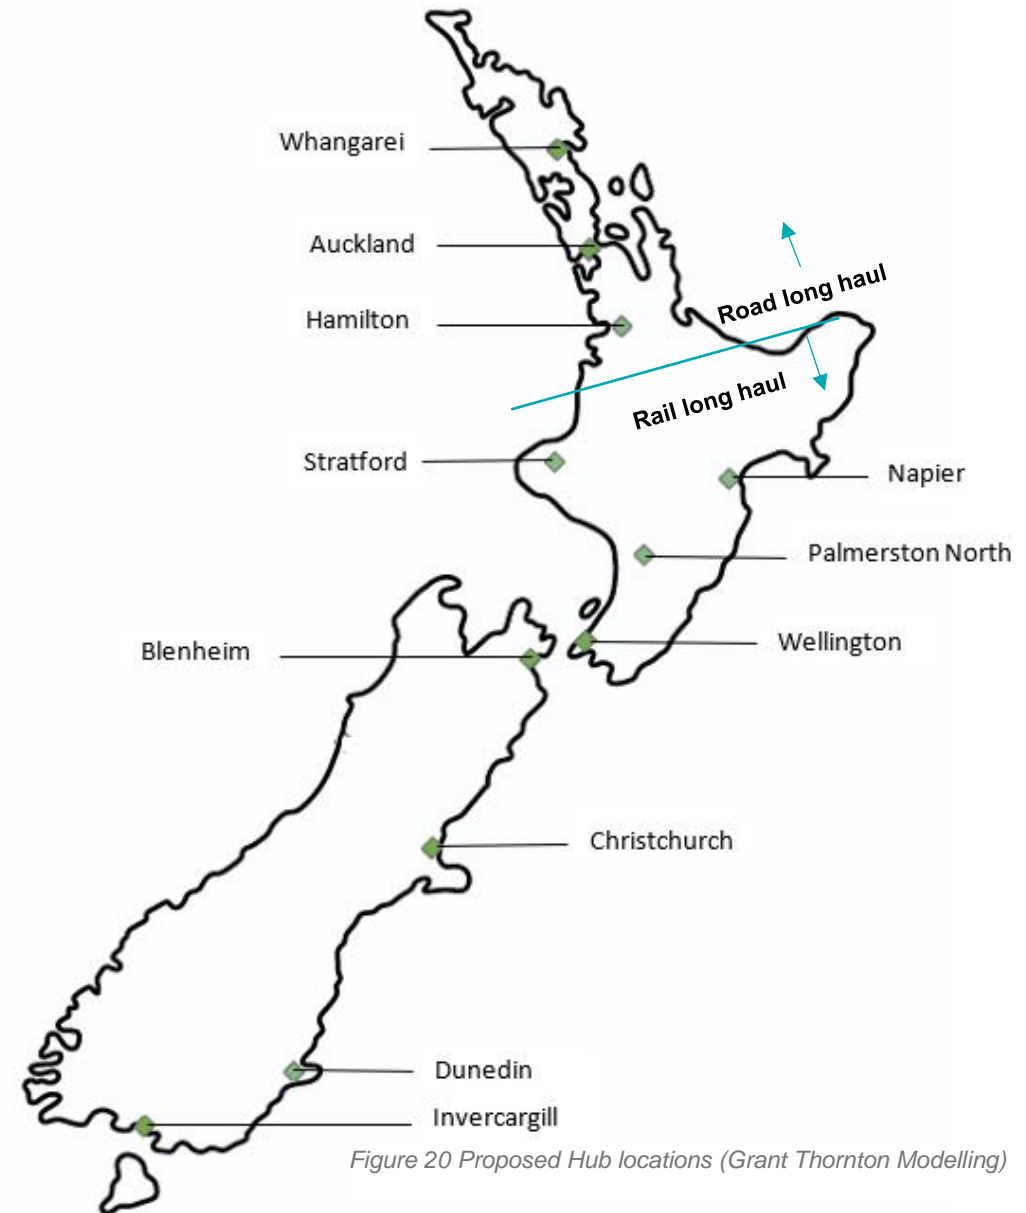 Whangarei
Auckland
Road long haul
Hamilton
Rail long haul
Stratford
Napier
Palmerston North
Wellington
Blenheim
Christchurch
Dunedin
Invercargill
Figure 20 Proposed Hub locations (Grant Thornton Modelling)